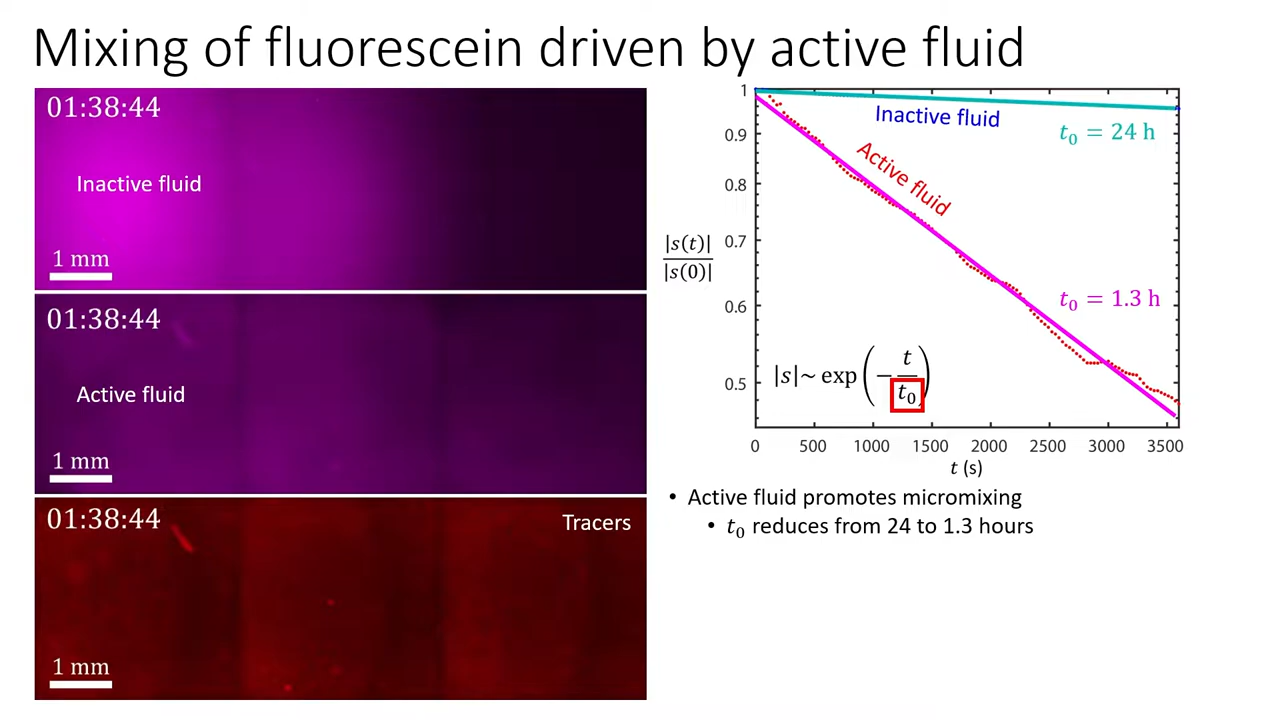 Mixing of fluorescein driven by active fluid
01:38:44
Inactive fluid
1 mm
01:38:44
Active fluid
1 mm
01:38:44
Tracers
1 mm
|s(t)|
|s(0)|
1
0.9
0.8
0.7
0.6
0.5
Inactive fluid
t₀ = 24 h
Active fluid
t₀ = 1.3 h
|s|~ exp(−t/t₀)
0 500 1000 1500 2000 2500 3000 3500
t (s)
• Active fluid promotes micromixing
• t₀ reduces from 24 to 1.3 hours